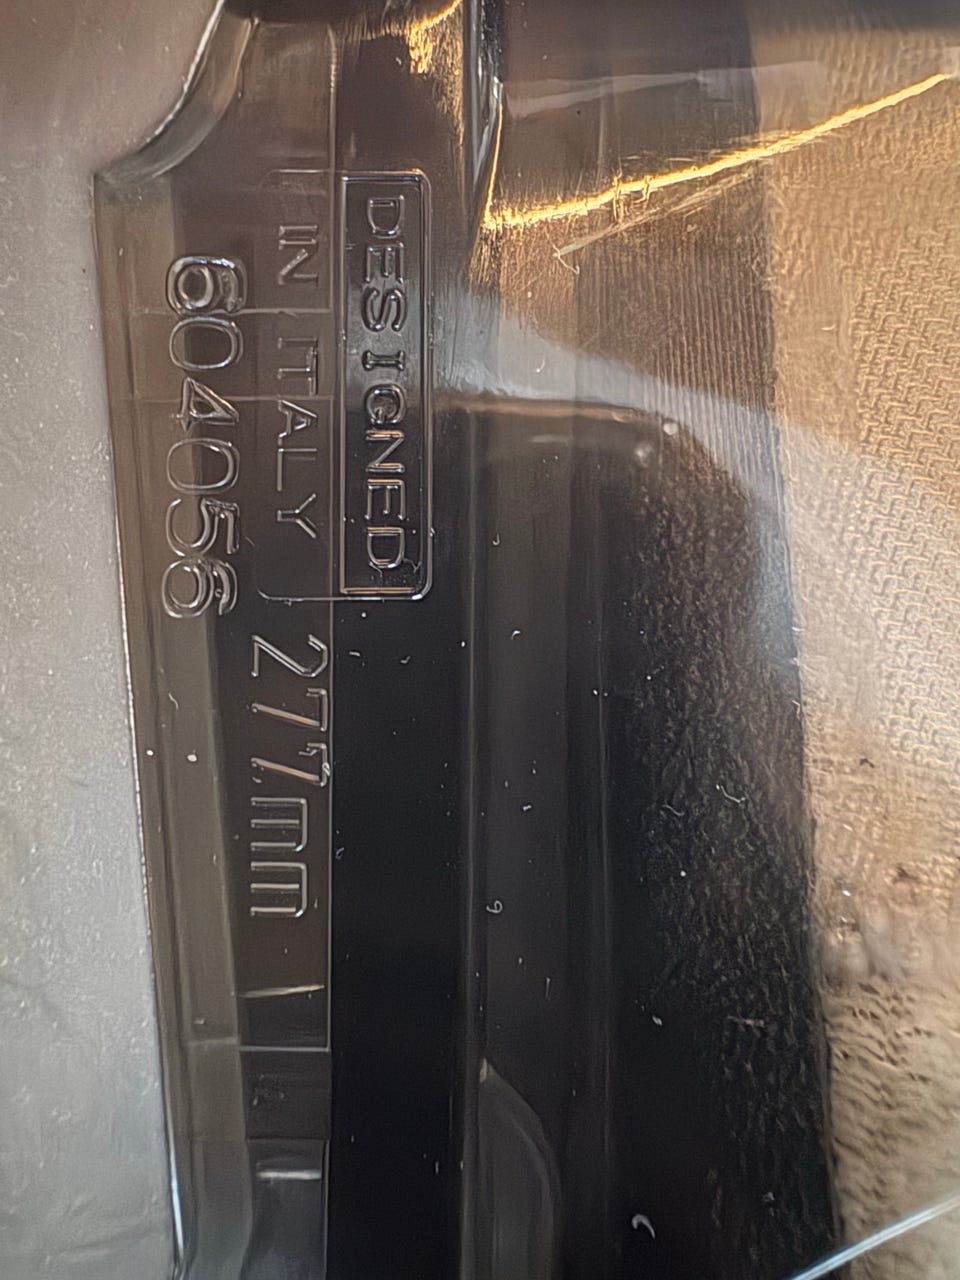 DESIGNED
IN ITALY
277mm
604056